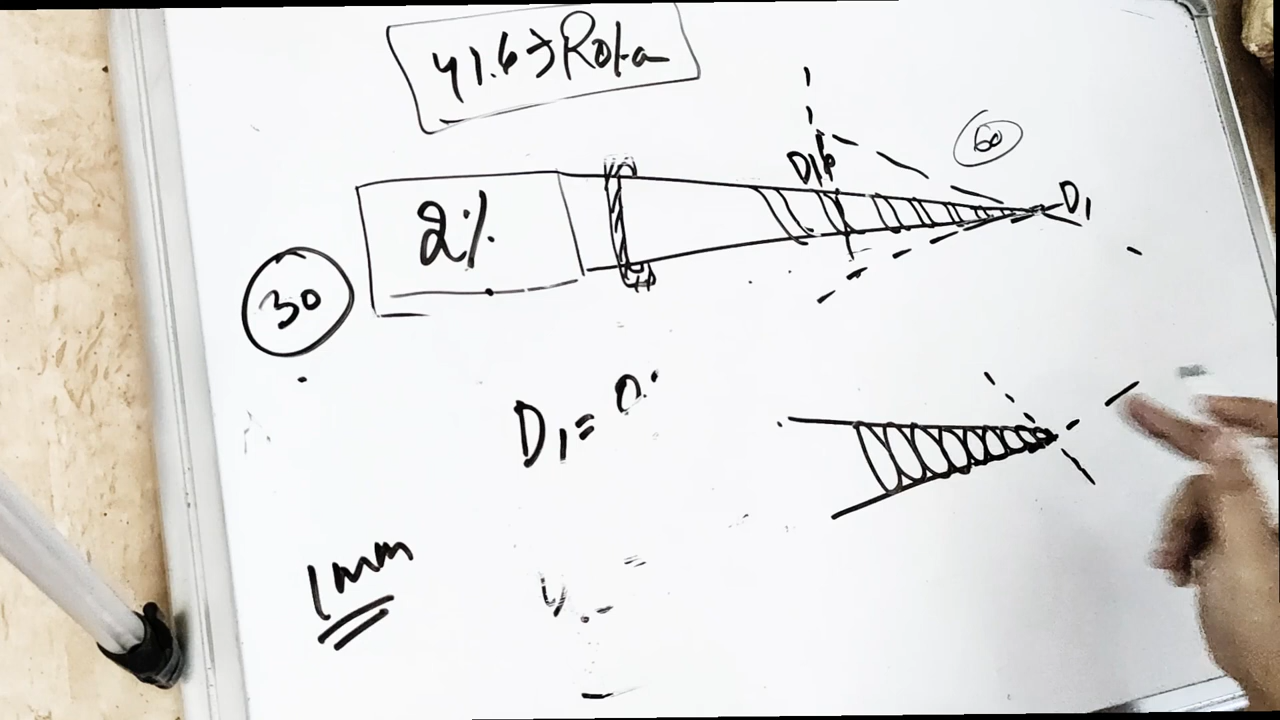 41.6→Rota
60
D16
D1
2%
30
D1= 0.
1mm